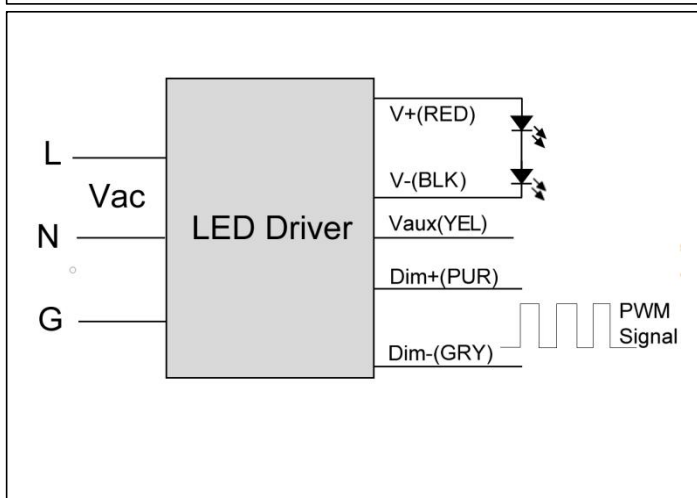 L
Vac
N
G
LED Driver
V+(RED)
V-(BLK)
Vaux(YEL)
Dim+(PUR)
Dim-(GRY)
PWM
Signal